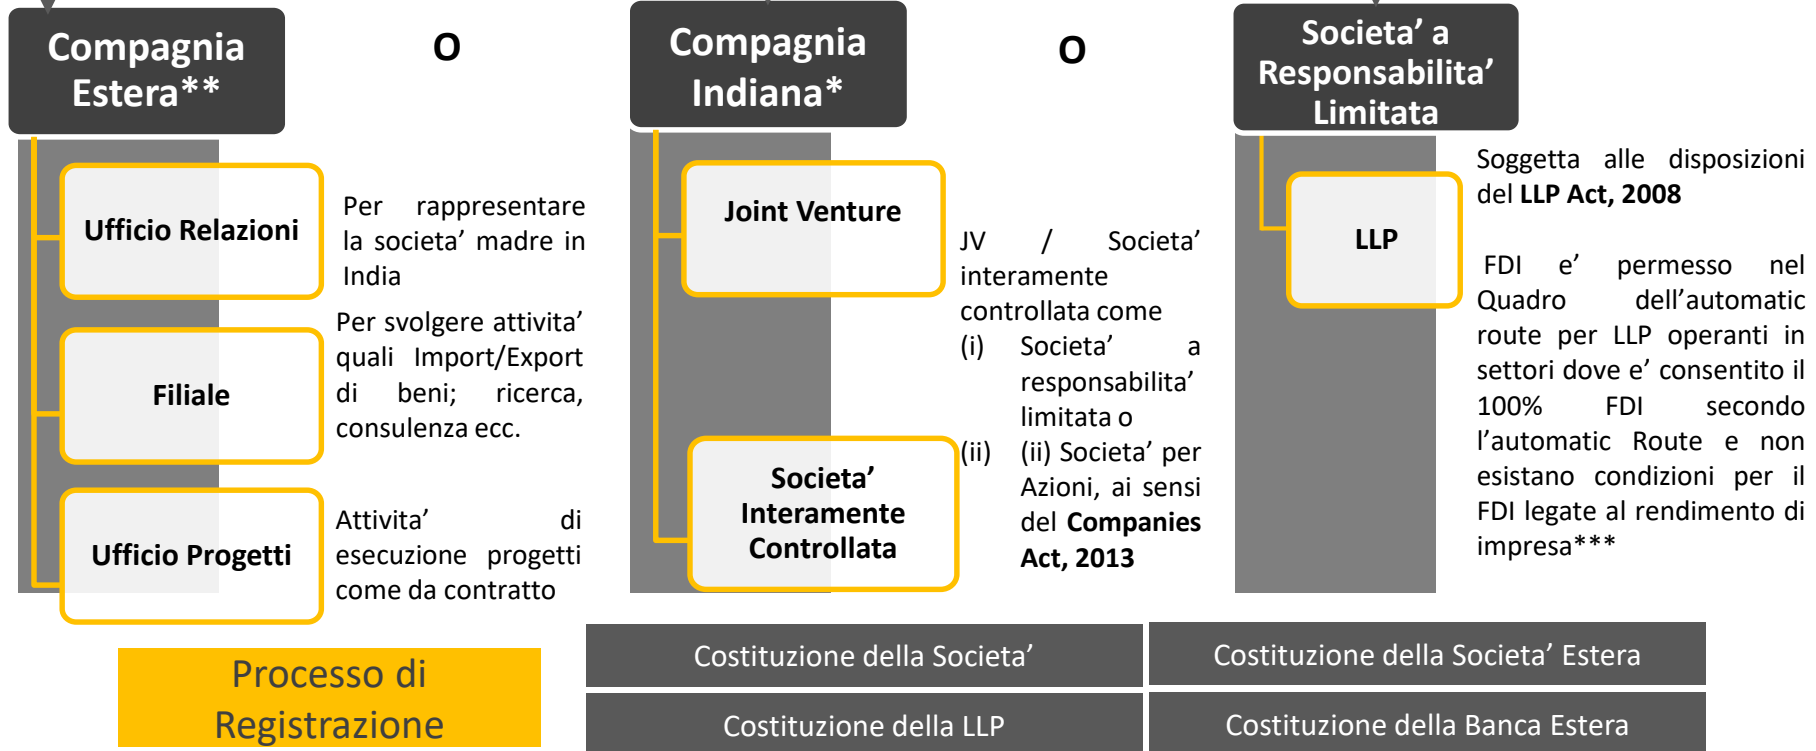 Compagnia
Estera**
O
Compagnia
Indiana*
O
Societa’ a
Responsabilita’
Limitata
Ufficio Relazioni
Per rappresentare
la societa’ madre in
India
Filiale
Per svolgere attivita’
quali Import/Export
di beni; ricerca,
consulenza ecc.
Ufficio Progetti
Attivita’ di
esecuzione progetti
come da contratto
Joint Venture
Societa’
Interamente
Controllata
JV / Societa’
interamente
controllata come
(i) Societa’ a
responsabilita’
limitata o
(ii) (ii) Societa’ per
Azioni, ai sensi
del Companies
Act, 2013
LLP
Soggetta alle disposizioni
del LLP Act, 2008
FDI e’ permesso nel
Quadro dell’automatic
route per LLP operanti in
settori dove e’ consentito il
100% FDI secondo
l’automatic Route e non
esistano condizioni per il
FDI legate al rendimento di
impresa***
Processo di
Registrazione
Costituzione della Societa’
Costituzione della Societa’ Estera
Costituzione della LLP
Costituzione della Banca Estera